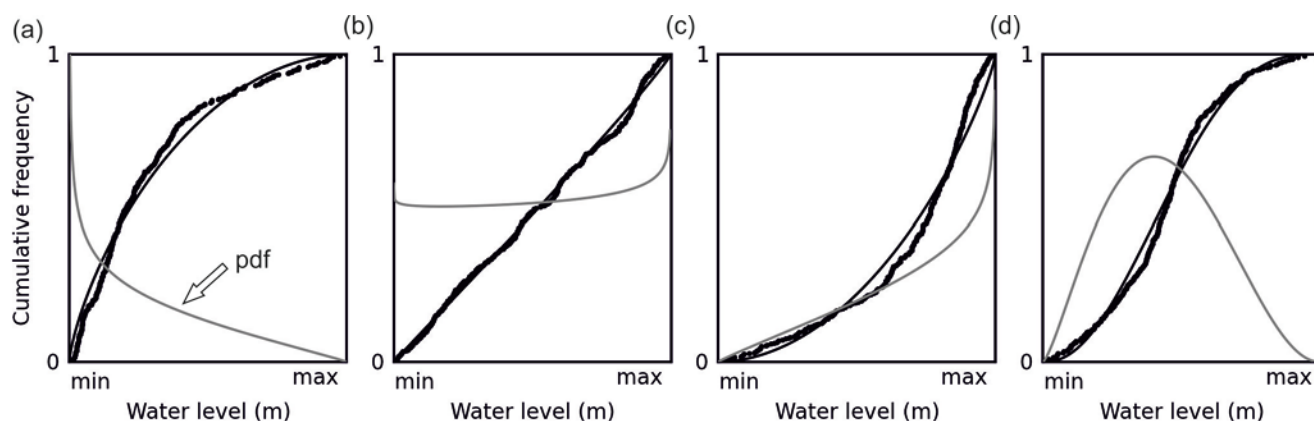 (a) (b) (c) (d)
1 1 1 1
Cumulative frequency
pdf
0 0 0 0
min max min max min max min max
Water level (m) Water level (m) Water level (m) Water level (m)